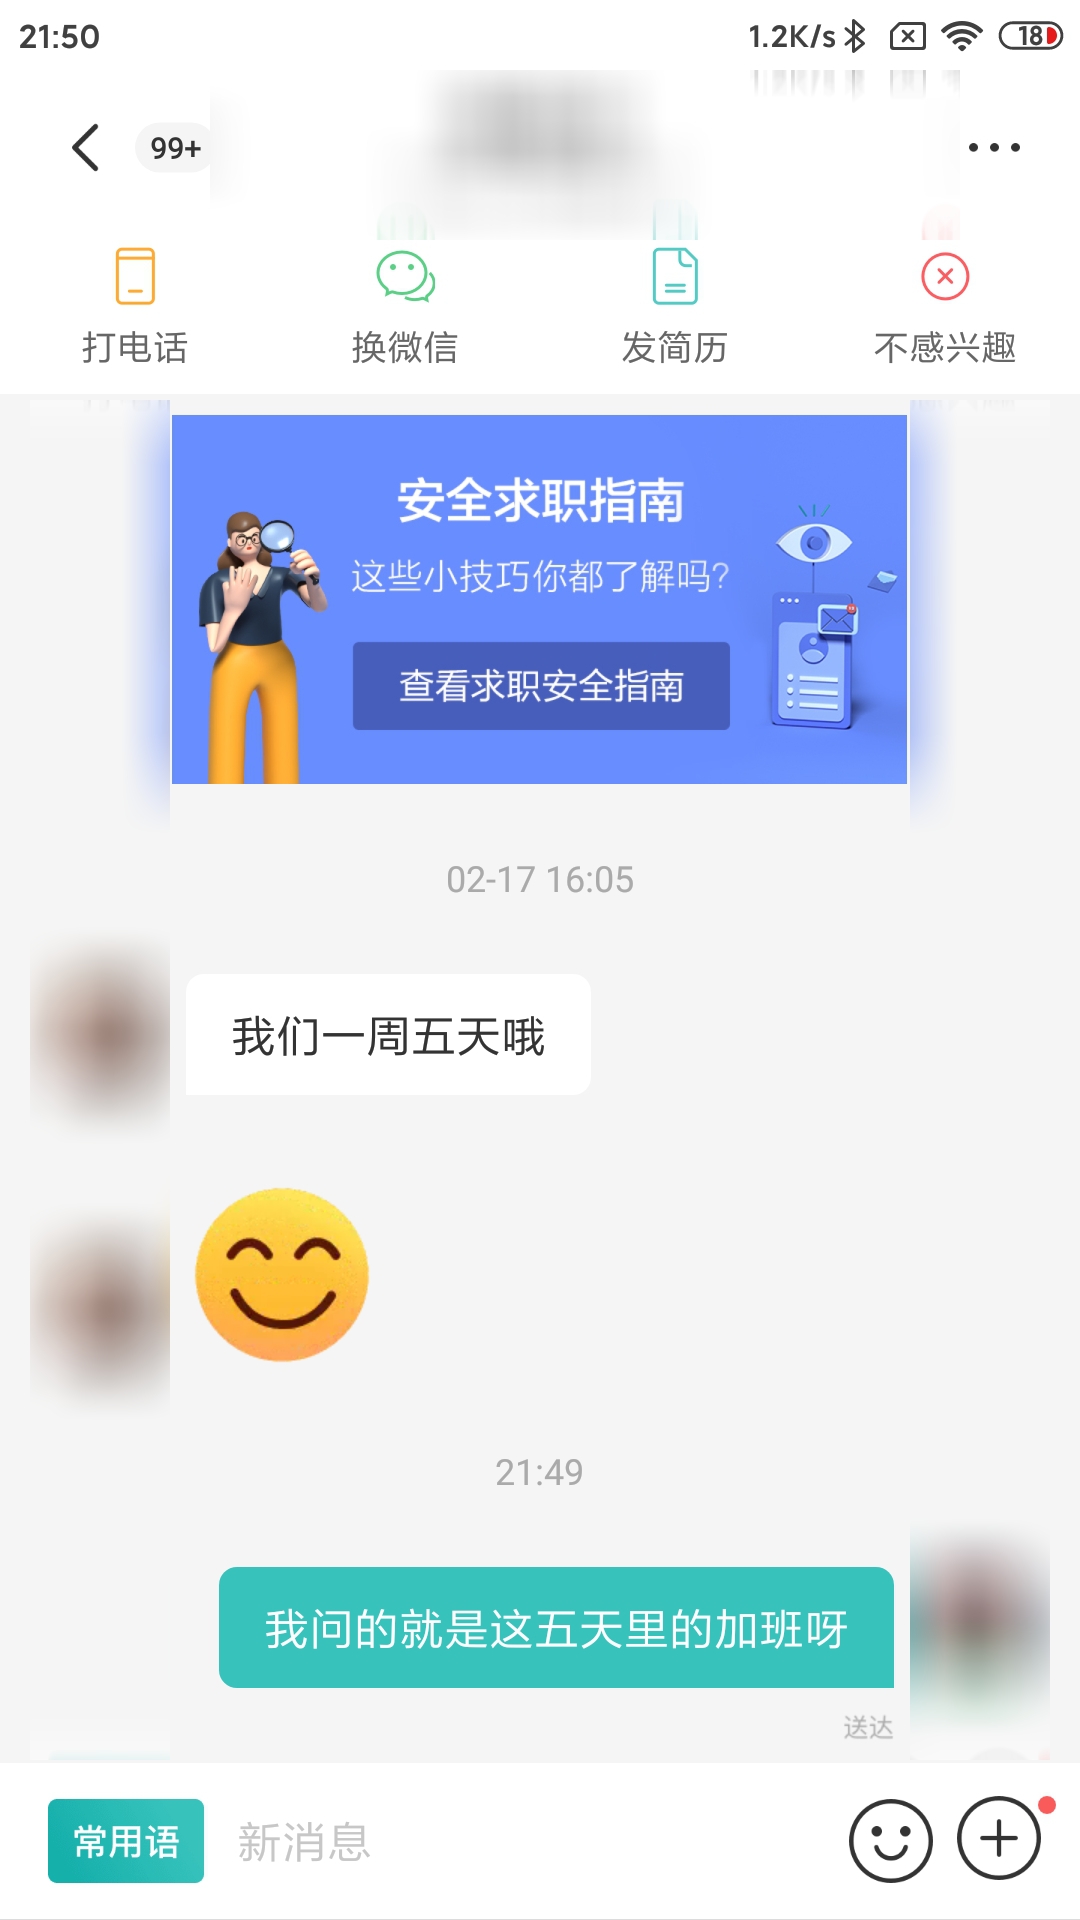 21:50
1.2K/s
18
99+
打电话
换微信
发简历
不感兴趣
安全求职指南
这些小技巧你都了解吗?
查看求职安全指南
02-17 16:05
我们一周五天哦
21:49
我问的就是这五天里的加班呀
送达
常用语
新消息